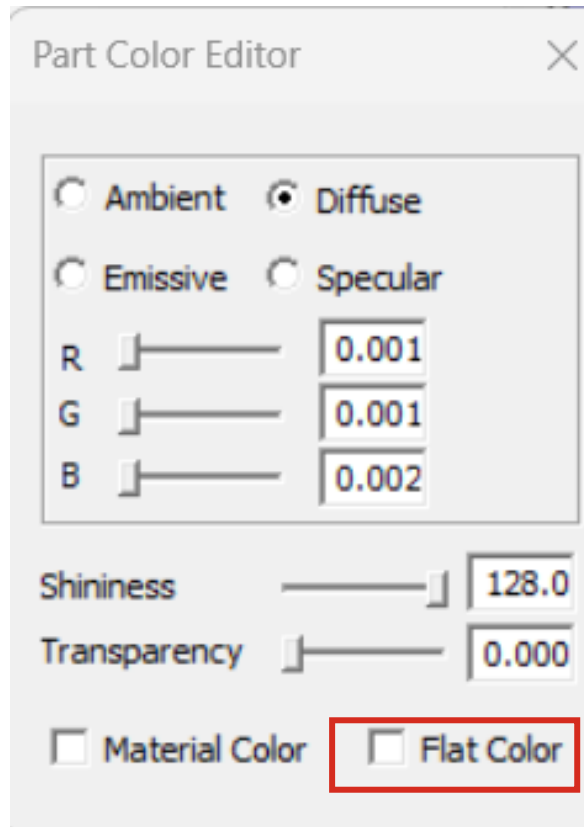 Part Color Editor
Ambient Diffuse
Emissive Specular
R 0.001
G 0.001
B 0.002
Shininess 128.0
Transparency 0.000
Material Color Flat Color